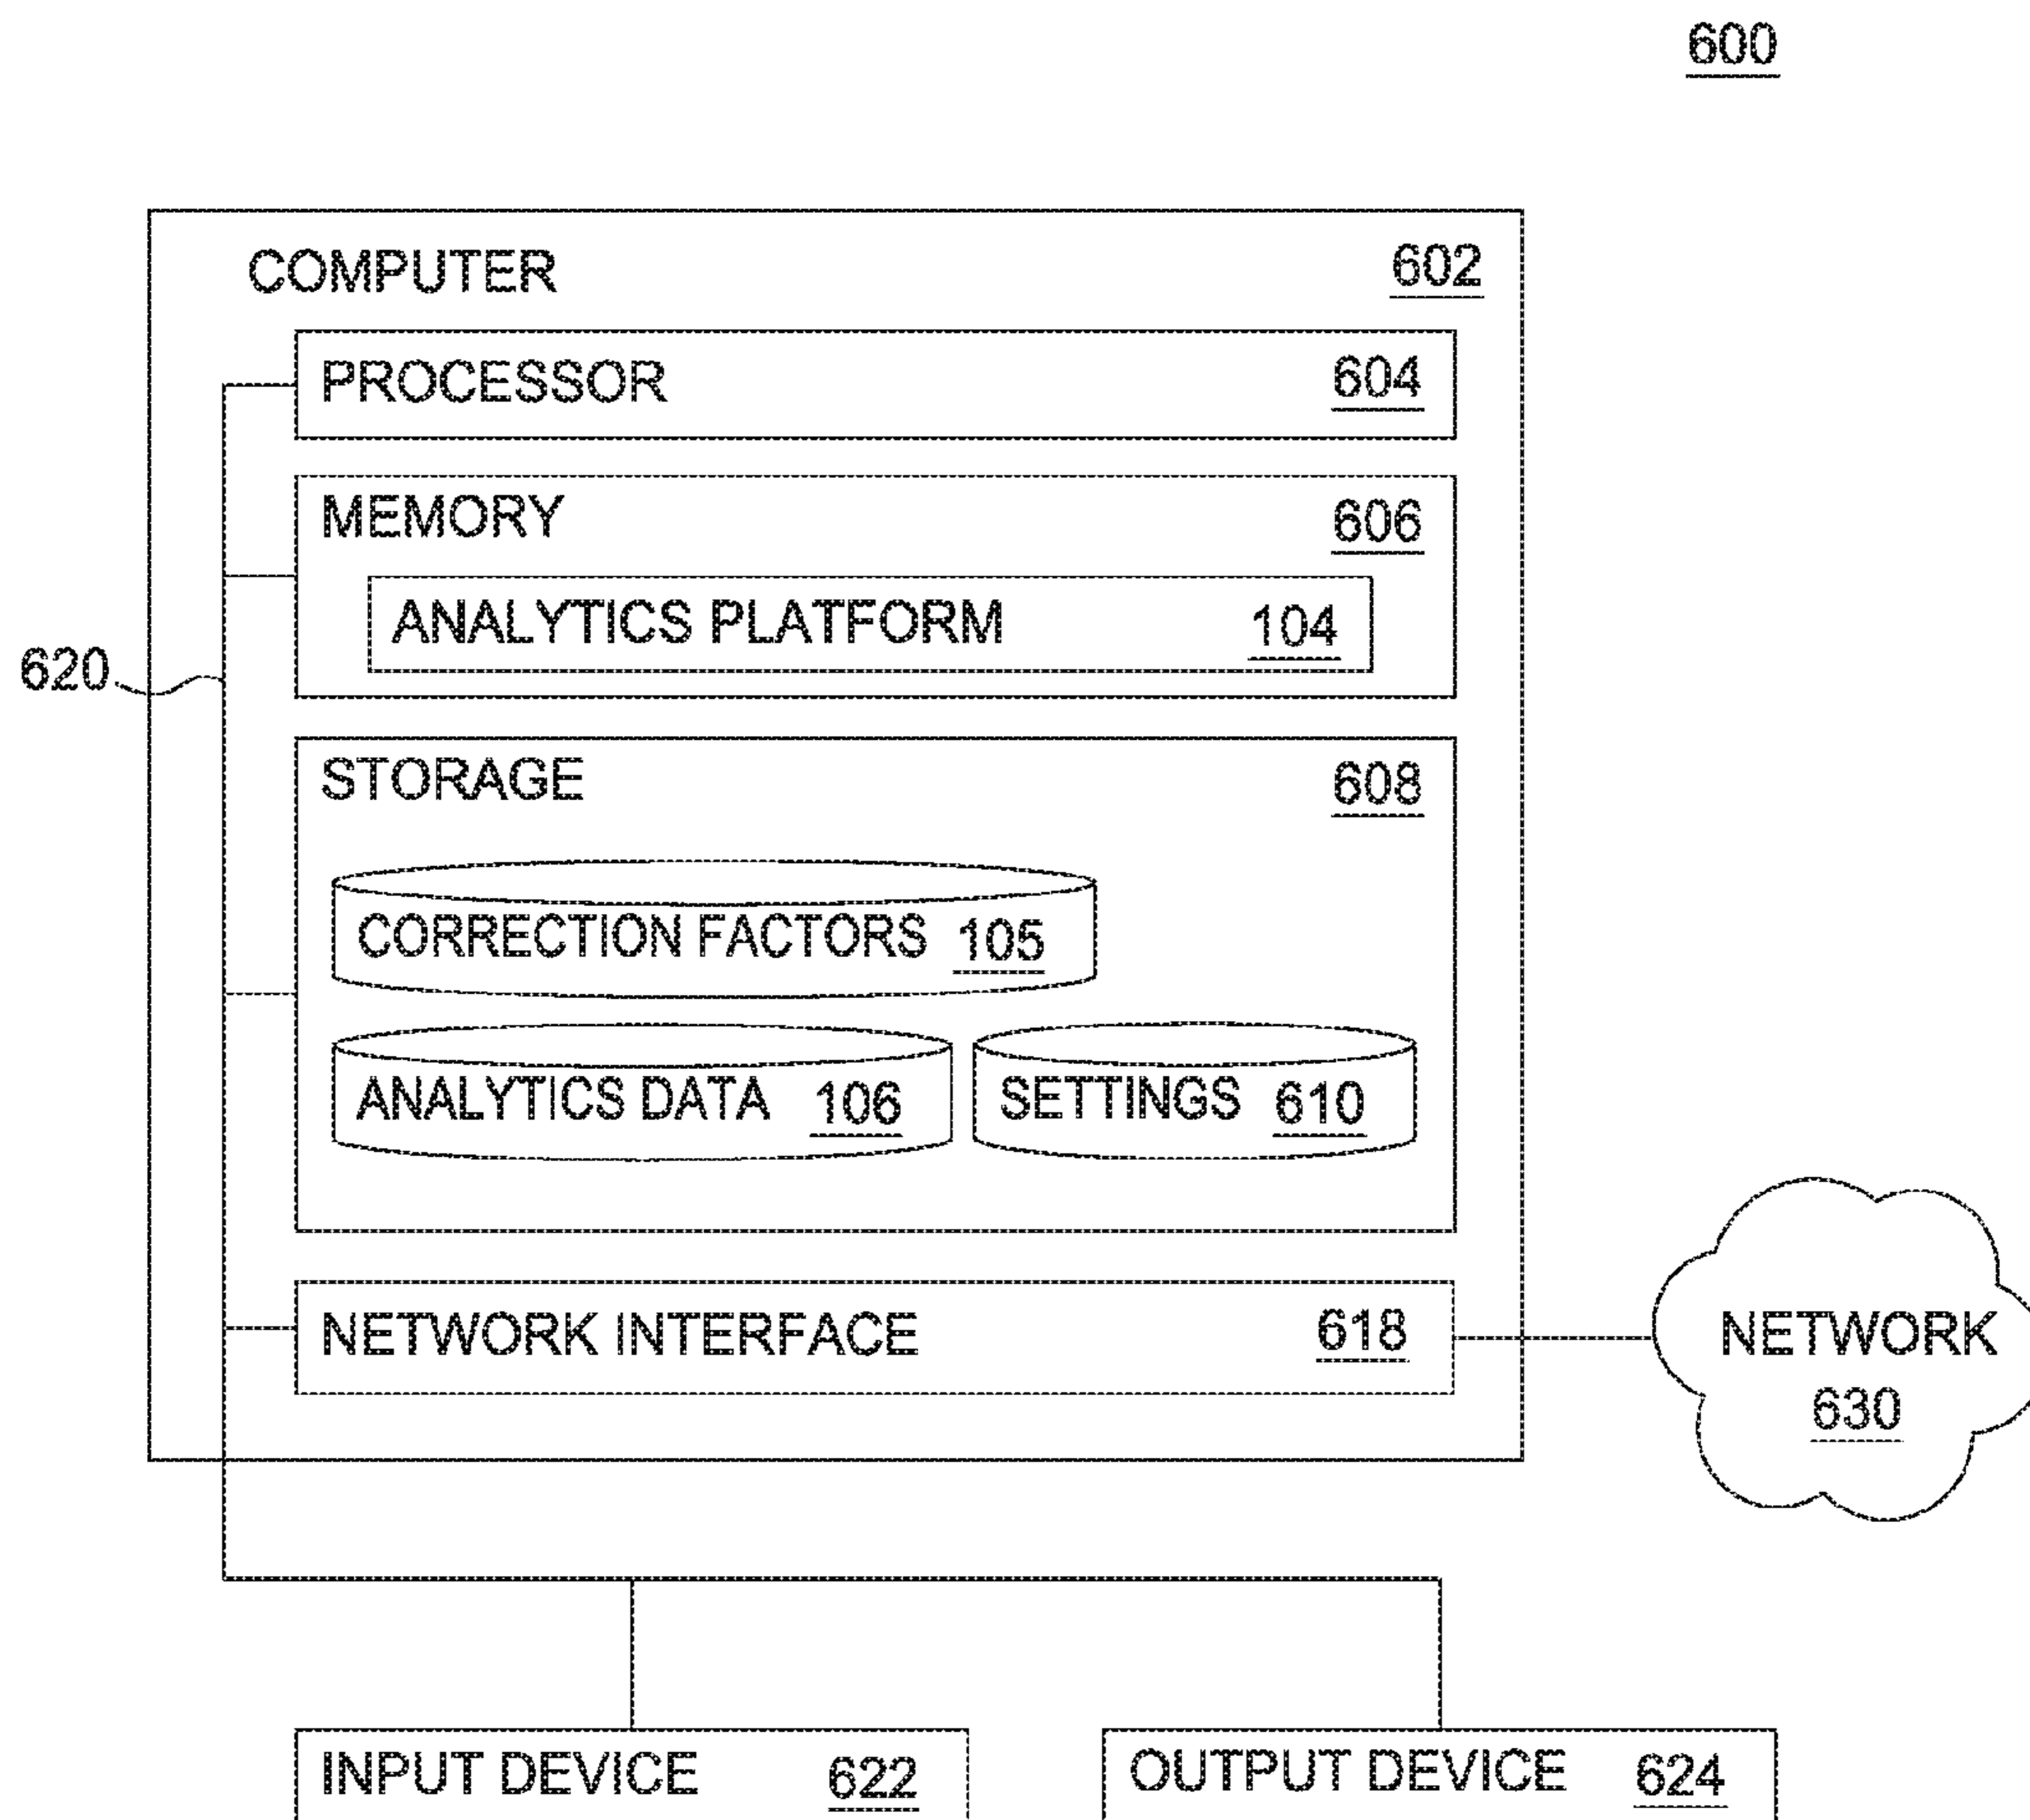 600
COMPUTER 602
PROCESSOR 604
MEMORY 606
ANALYTICS PLATFORM 104
620
STORAGE 608
CORRECTION FACTORS 105
ANALYTICS DATA 106 SETTINGS 610
NETWORK INTERFACE 618
NETWORK
630
INPUT DEVICE 622 OUTPUT DEVICE 624